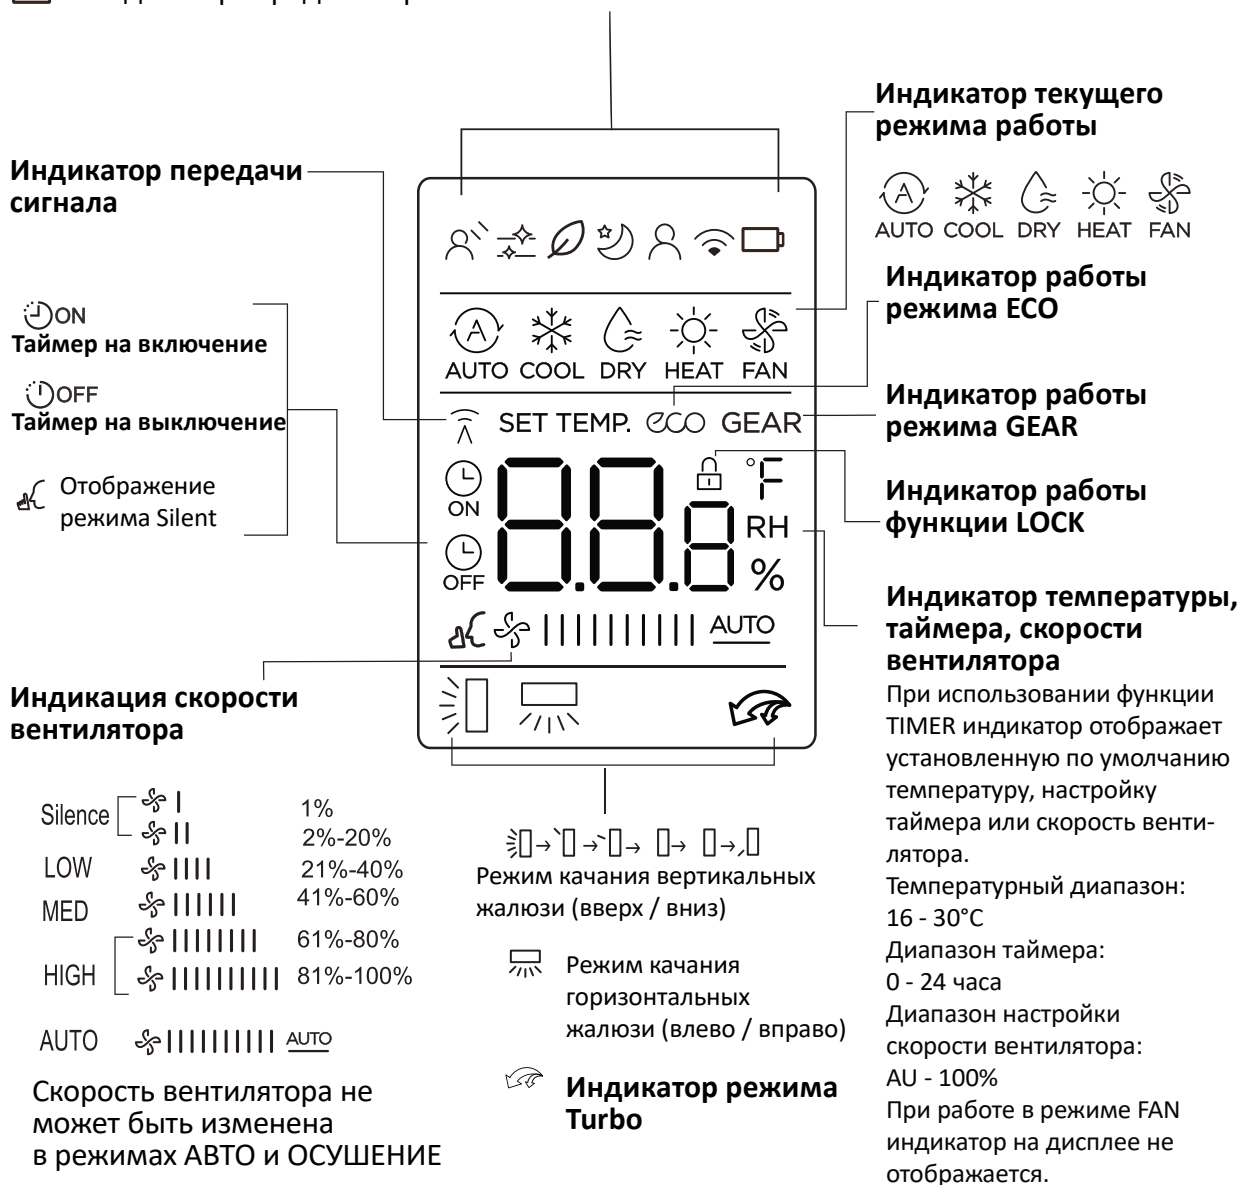 Индикатор текущего
режима работы
AUTO COOL DRY HEAT FAN
Индикатор передачи
сигнала
Индикатор работы
режима ECO
ON
Таймер на включение
OFF
Таймер на выключение
Отображение
режима Silent
AUTO COOL DRY HEAT FAN
SET TEMP. eco GEAR
ON
88.8
°F
RH
OFF
%
AUTO
Индикатор работы
режима GEAR
Индикатор работы
функции LOCK
Индикатор температуры,
таймера, скорости
вентилятора
При использовании функции
TIMER индикатор отображает
установленную по умолчанию
температуру, настройку
таймера или скорость венти-
лятора.
Температурный диапазон:
16 - 30°C
Диапазон таймера:
0 - 24 часа
Диапазон настройки
скорости вентилятора:
AU - 100%
При работе в режиме FAN
индикатор на дисплее не
отображается.
Индикация скорости
вентилятора
Silence
1%
2%-20%
LOW 21%-40%
MED 41%-60%
61%-80%
HIGH 81%-100%
AUTO AUTO
Скорость вентилятора не
может быть изменена
в режимах АВТО и ОСУШЕНИЕ
Режим качания вертикальных
жалюзи (вверх / вниз)
Режим качания
горизонтальных
жалюзи (влево / вправо)
Индикатор режима
Turbo